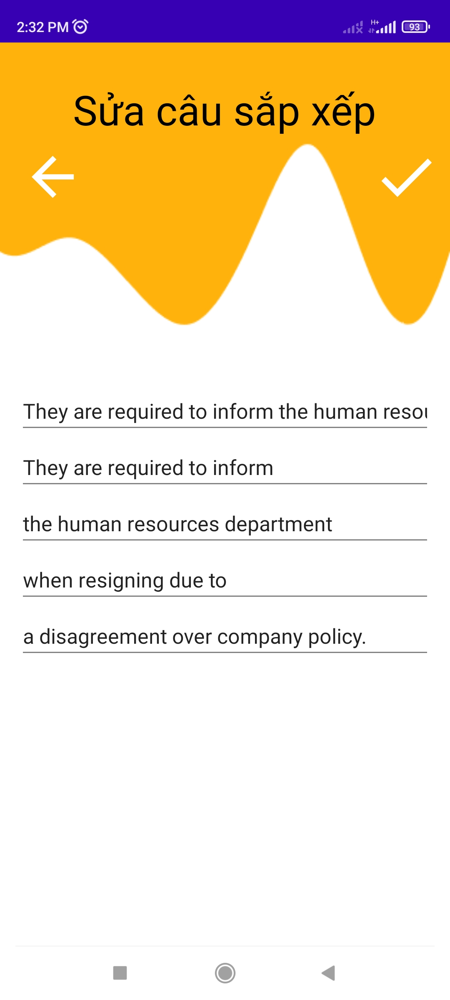 2:32 PM
H+
93
Sửa câu sắp xếp
They are required to inform the human
They are required to inform
the human resources department
when resigning due to
a disagreement over company policy.